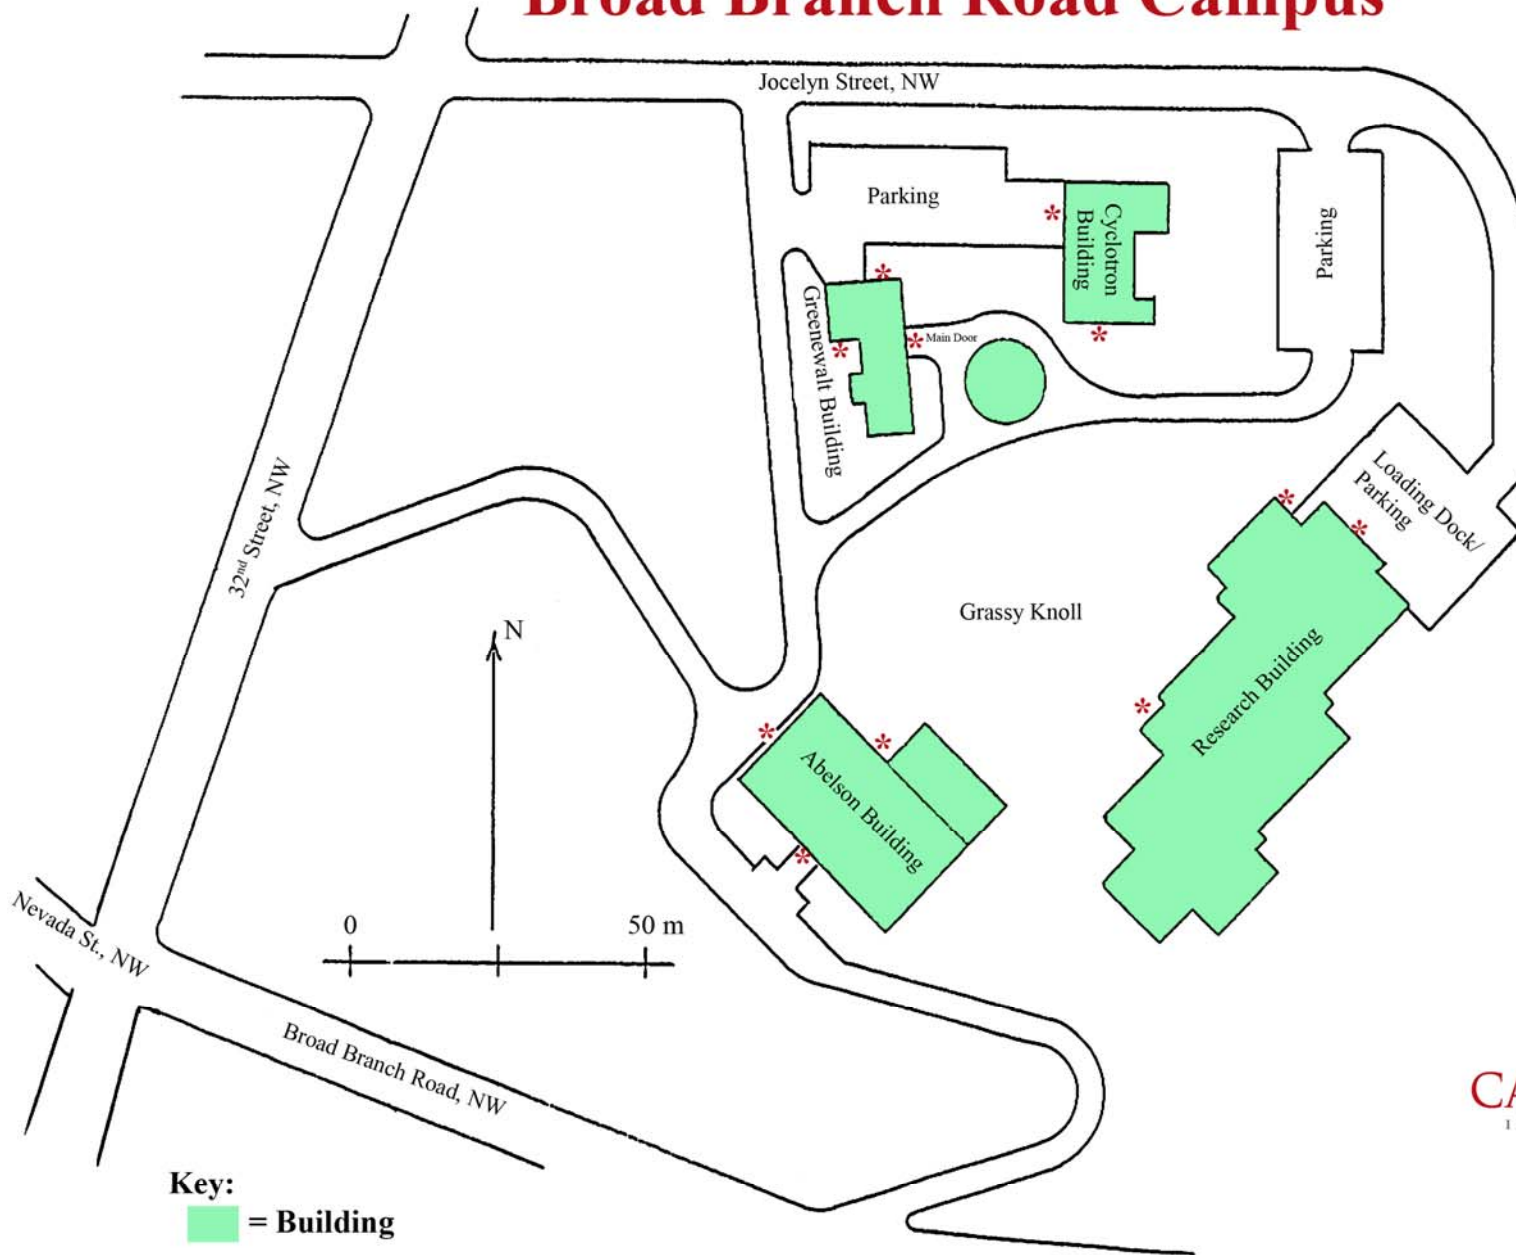 Broad Branch Road Campus
Jocelyn Street, NW
Parking
Cyclotron
Building
Parking
Greenewalt Building
Main Door
Loading Dock/
Parking
32nd Street, NW
Grassy Knoll
N
Research Building
Abelson Building
0
50 m
Nevada St., NW
Broad Branch Road, NW
CA
I
Key:
= Building